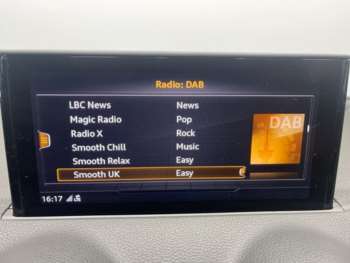 Radio: DAB
LBC News News
Magic Radio Pop
Radio X Rock
Smooth Chill Music
Smooth Relax Easy
Smooth UK Easy
DAB
16:17